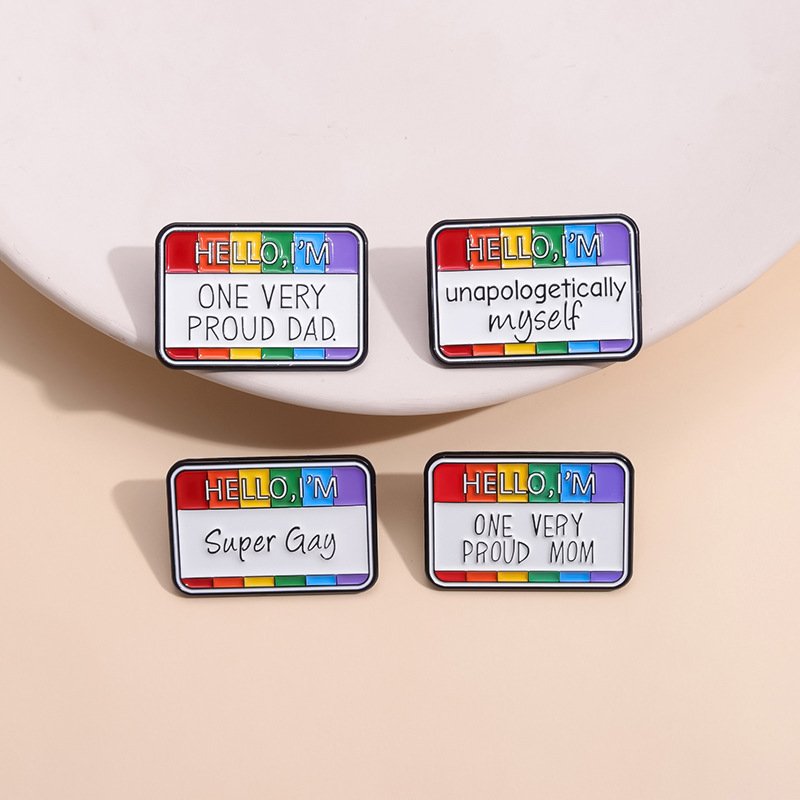 HELLO, I'M
ONE VERY
PROUD DAD.
HELLO, I'M
unapologetically
myself
HELLO, I'M
Super Gay
HELLO, I'M
ONE VERY
PROUD MOM